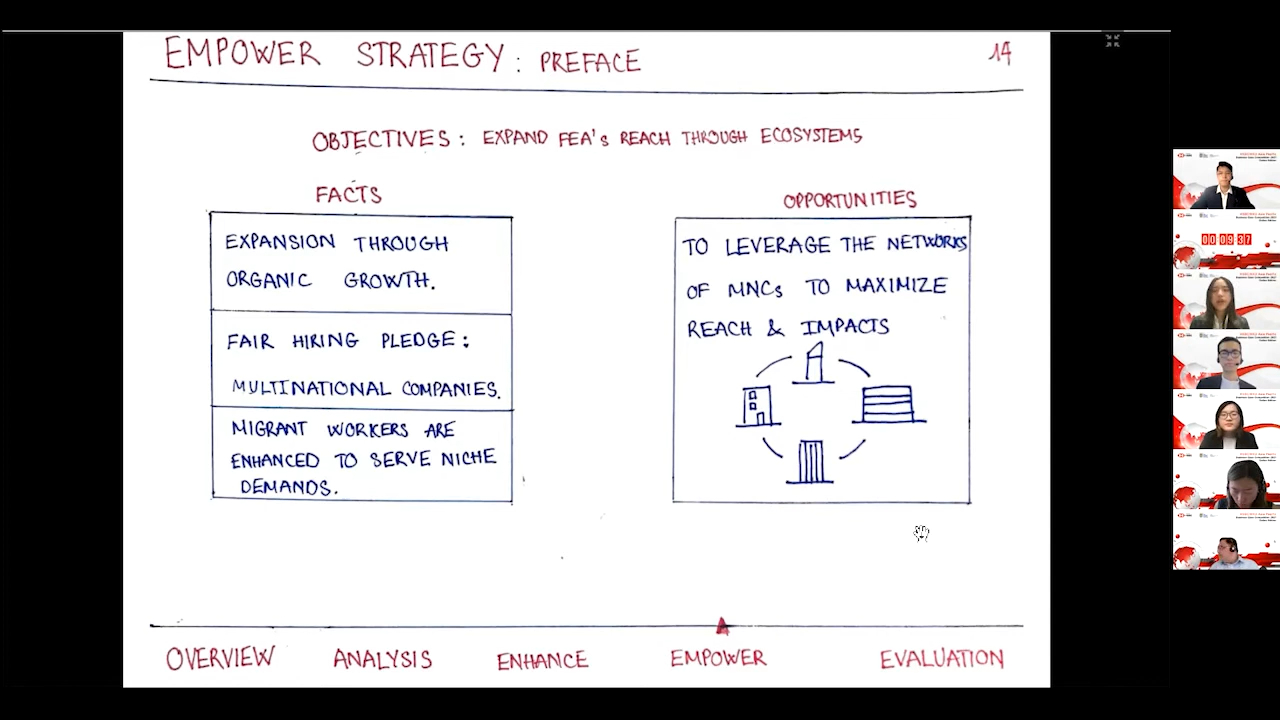 EMPOWER STRATEGY: PREFACE
14
OBJECTIVES: EXPAND FEA'S REACH THROUGH ECOSYSTEMS
FACTS
EXPANSION THROUGH
ORGANIC GROWTH.
FAIR HIRING PLEDGE:
MULTINATIONAL COMPANIES.
MIGRANT WORKERS ARE
ENHANCED TO SERVE NICHE
DEMANDS.
OPPORTUNITIES
TO LEVERAGE THE NETWORKS
OF MNCs TO MAXIMIZE
REACH & IMPACTS
OVERVIEW
ANALYSIS
ENHANCE
EMPOWER
EVALUATION
00 09 37